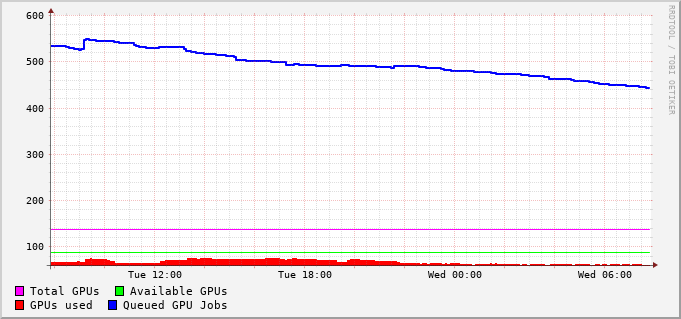 600
500
400
300
200
100
Tue 12:00 Tue 18:00 Wed 00:00 Wed 06:00
Total GPUs Available GPUs
GPUs used Queued GPU Jobs
RRDTOOL / TOBI OETIKER